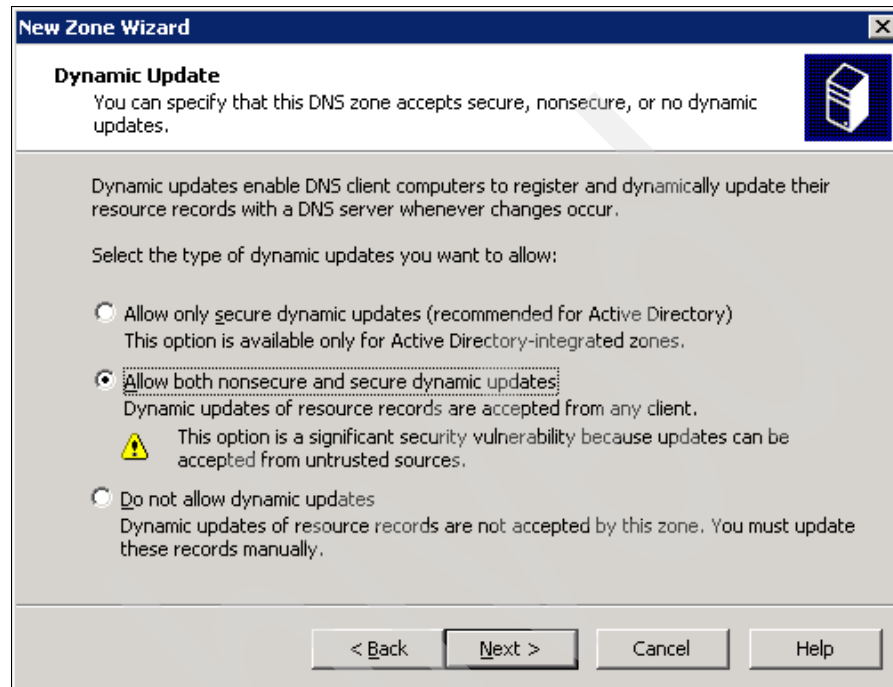 New Zone Wizard
Dynamic Update
You can specify that this DNS zone accepts secure, nonsecure, or no dynamic
updates.
Dynamic updates enable DNS client computers to register and dynamically update their
resource records with a DNS server whenever changes occur.
Select the type of dynamic updates you want to allow:
Allow only secure dynamic updates (recommended for Active Directory)
This option is available only for Active Directory-integrated zones.
Allow both nonsecure and secure dynamic updates
Dynamic updates of resource records are accepted from any client.
This option is a significant security vulnerability because updates can be
accepted from untrusted sources.
Do not allow dynamic updates
Dynamic updates of resource records are not accepted by this zone. You must update
these records manually.
< Back Next > Cancel Help